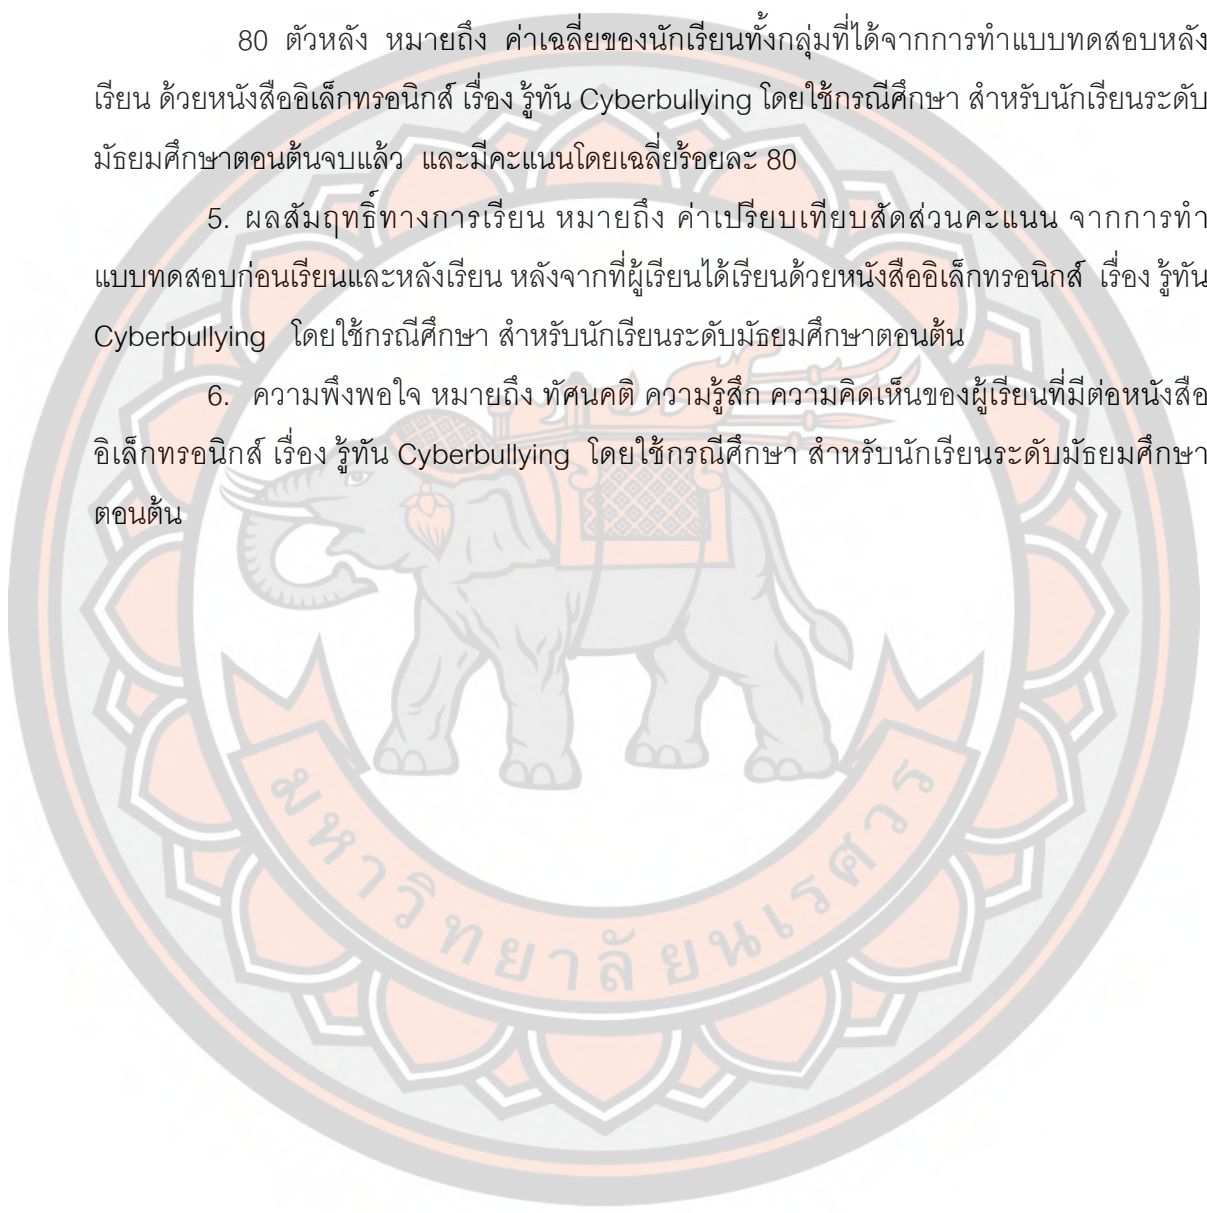 80 ตัวหลัง หมายถึง ค่าเฉลี่ยของนักเรียนทั้งกลุ่มที่ได้จากการทำแบบทดสอบหลัง
เรียน ด้วยหนังสืออิเล็กทรอนิกส์ เรื่อง รู้ทัน Cyberbullying โดยใช้กรณีศึกษา สำหรับนักเรียนระดับ
มัธยมศึกษาตอนต้นจบแล้ว และมีคะแนนโดยเฉลี่ยร้อยละ 80
5. ผลสัมฤทธิ์ทางการเรียน หมายถึง ค่าเปรียบเทียบสัดส่วนคะแนน จากการทำ
แบบทดสอบก่อนเรียนและหลังเรียน หลังจากที่ผู้เรียนได้เรียนด้วยหนังสืออิเล็กทรอนิกส์ เรื่อง รู้ทัน
Cyberbullying โดยใช้กรณีศึกษา สำหรับนักเรียนระดับมัธยมศึกษาตอนต้น
6. ความพึงพอใจ หมายถึง ทัศนคติ ความรู้สึก ความคิดเห็นของผู้เรียนที่มีต่อหนังสือ
อิเล็กทรอนิกส์ เรื่อง รู้ทัน Cyberbullying โดยใช้กรณีศึกษา สำหรับนักเรียนระดับมัธยมศึกษา
ตอนต้น
มหาวิทยาลัยนเรศวร